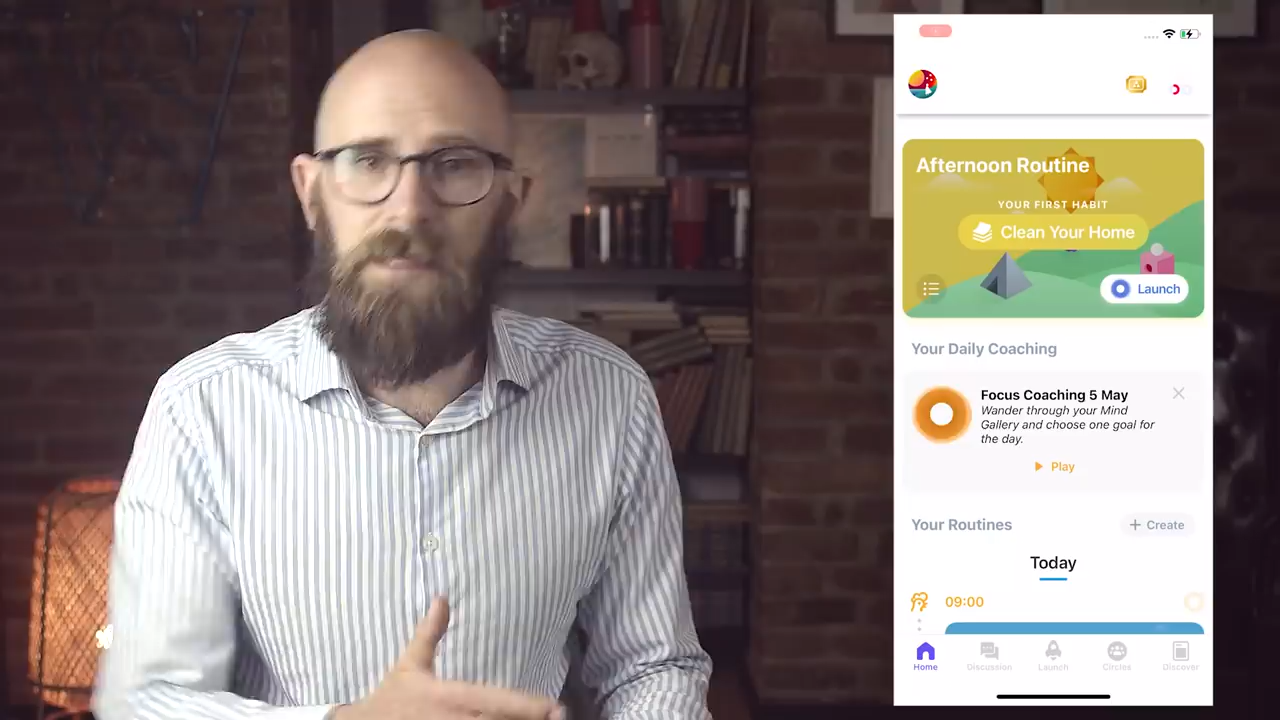 Afternoon Routine
YOUR FIRST HABIT
Clean Your Home
Launch
Your Daily Coaching
Focus Coaching 5 May
Wander through your Mind
Gallery and choose one goal for
the day.
Play
Your Routines
+ Create
Today
09:00
Home
Discussion
Launch
Circles
Discover